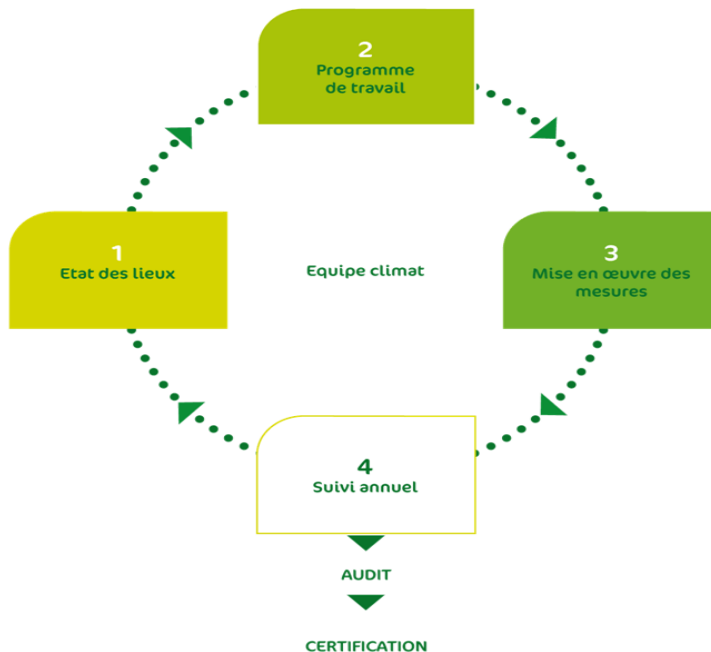 2
Programme
de travail
1
Etat des lieux
Equipe climat
3
Mise en œuvre des
mesures
4
Suivi annuel
AUDIT
CERTIFICATION